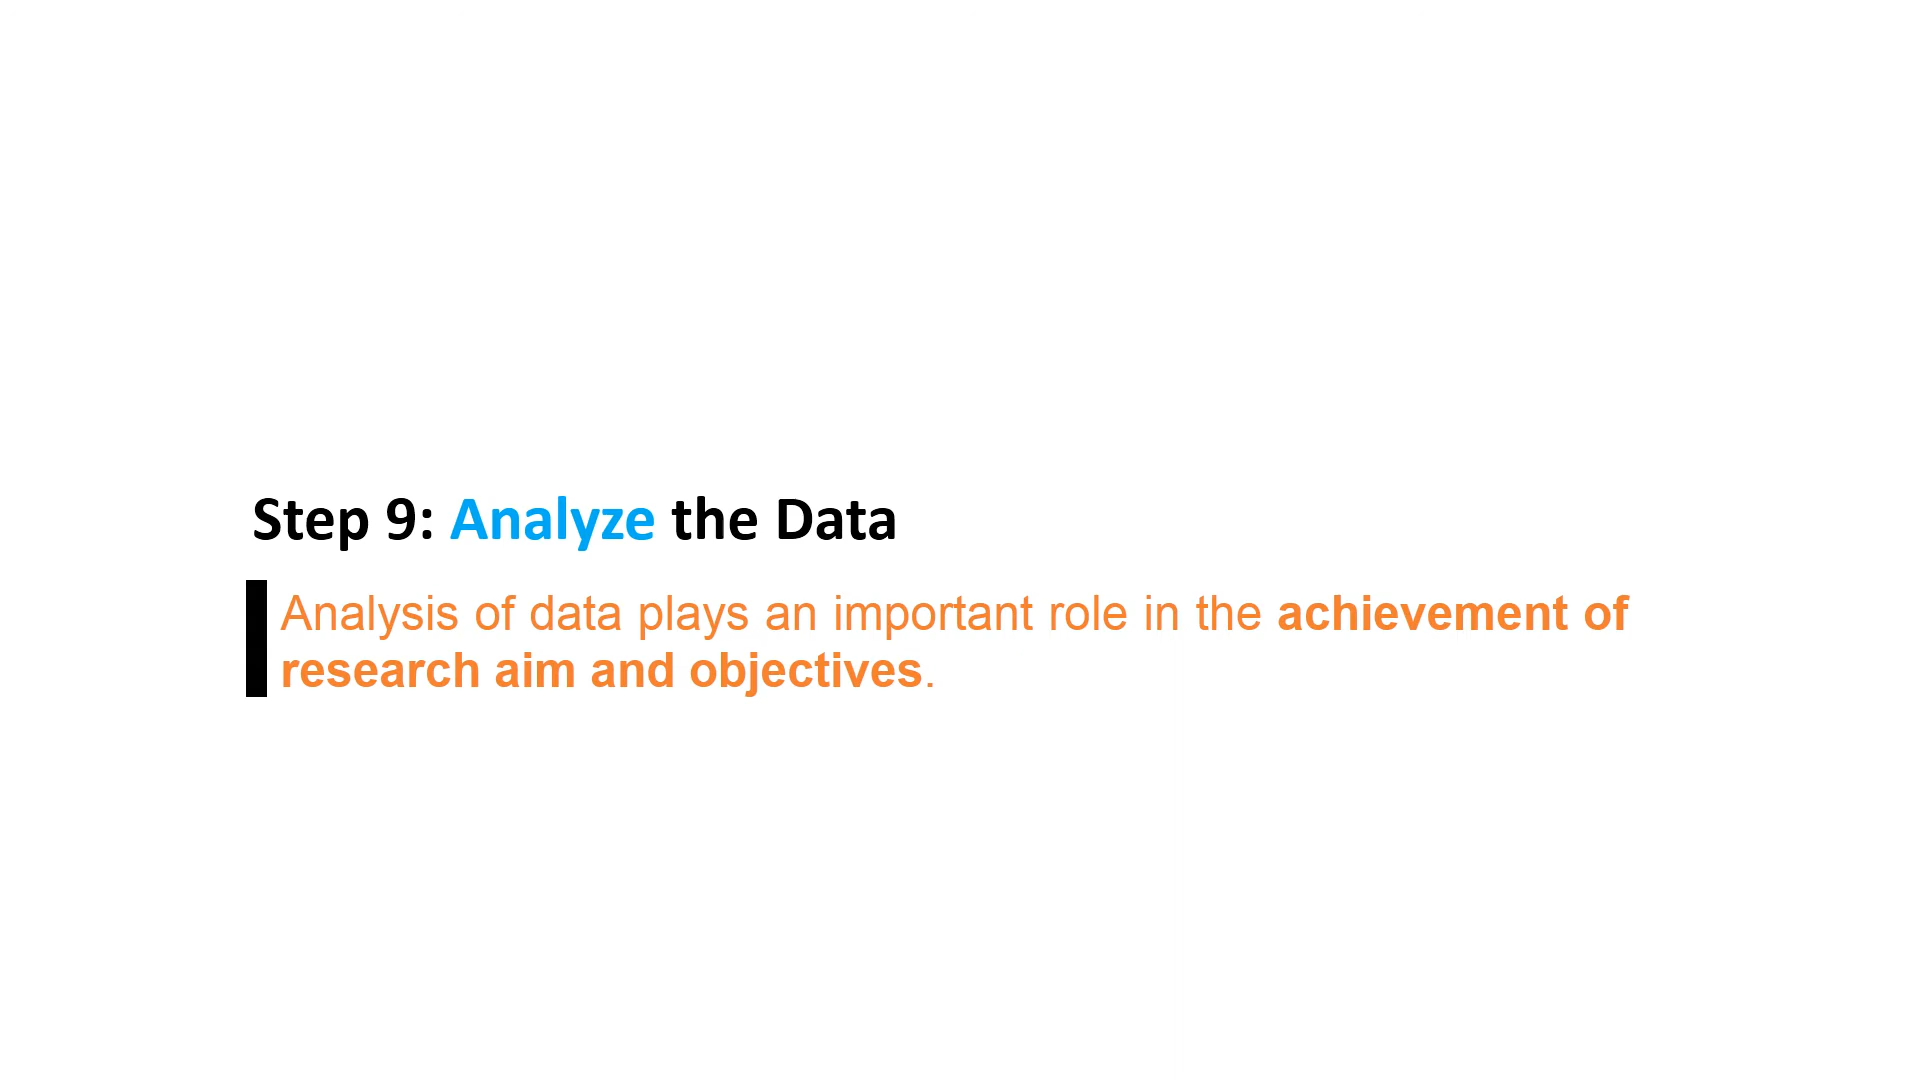 Step 9: Analyze the Data
Analysis of data plays an important role in the achievement of
research aim and objectives.